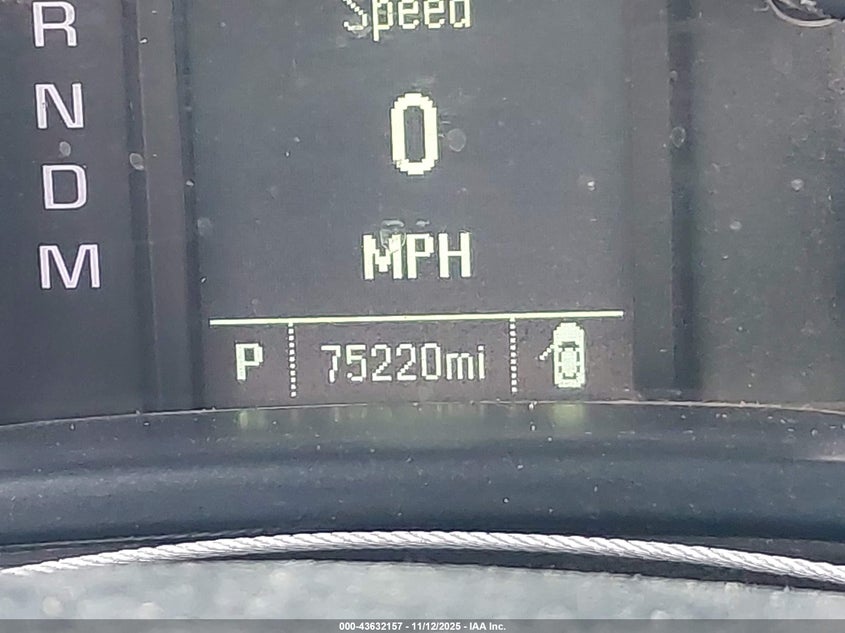 R
N
D
M
Speed
0
MPH
P 75220mi
000-43632157 - 11/12/2025 - IAA Inc.